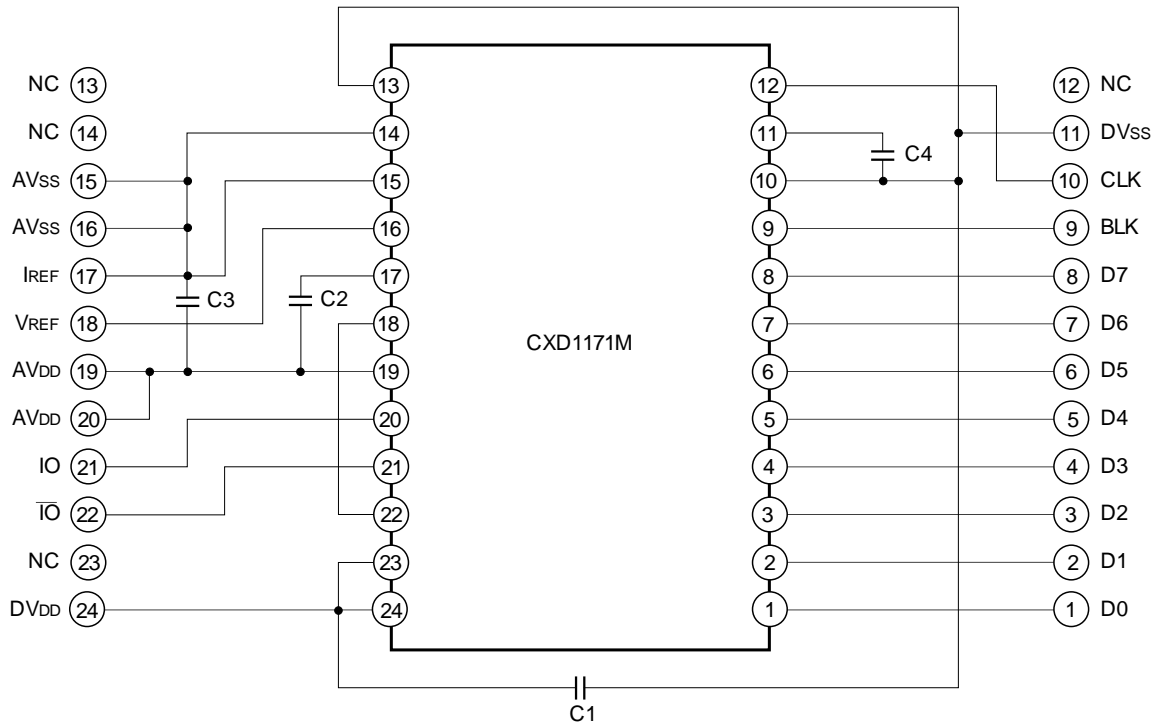 NC 13
NC 14
AVSS 15
AVSS 16
IREF 17
VREF 18
AVDD 19
AVDD 20
IO 21
I̅O̅ 22
NC 23
DVDD 24
C3
C2
13
14
15
16
17
18
19
20
21
22
23
24
CXD1171M
12
11
10
9
8
7
6
5
4
3
2
1
C4
12 NC
11 DVSS
10 CLK
9 BLK
8 D7
7 D6
6 D5
5 D4
4 D3
3 D2
2 D1
1 D0
C1